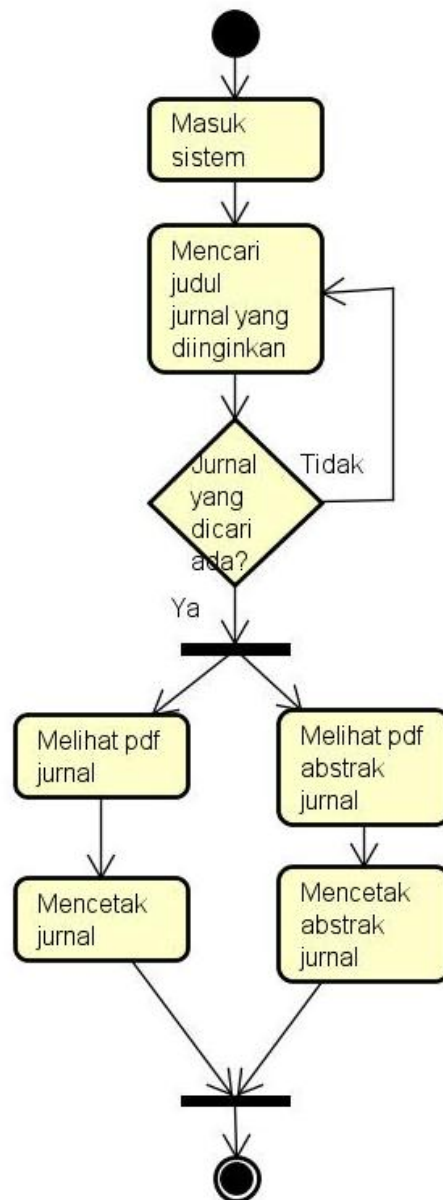 Masuk
sistem
Mencari
judul
jurnal yang
diinginkan
Jurnal
yang
dicari
ada?
Tidak
Ya
Melihat pdf
jurnal
Melihat pdf
abstrak
jurnal
Mencetak
jurnal
Mencetak
abstrak
jurnal